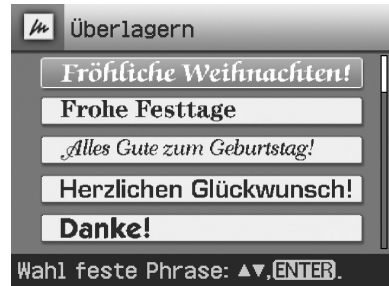 Überlagern
Fröhliche Weihnachten!
Frohe Festtage
Alles Gute zum Geburtstag!
Herzlichen Glückwunsch!
Danke!
Wahl feste Phrase: ▲▼,ENTER.